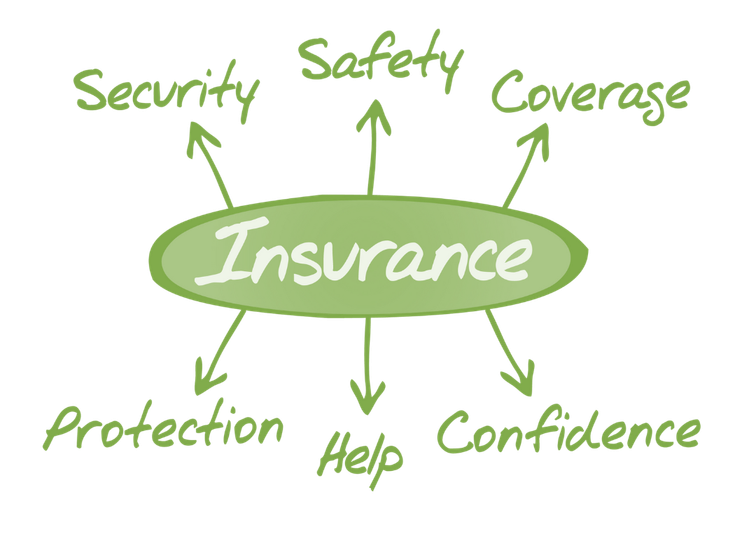 Security
Safety
Coverage
Insurance
Protection
Help
Confidence